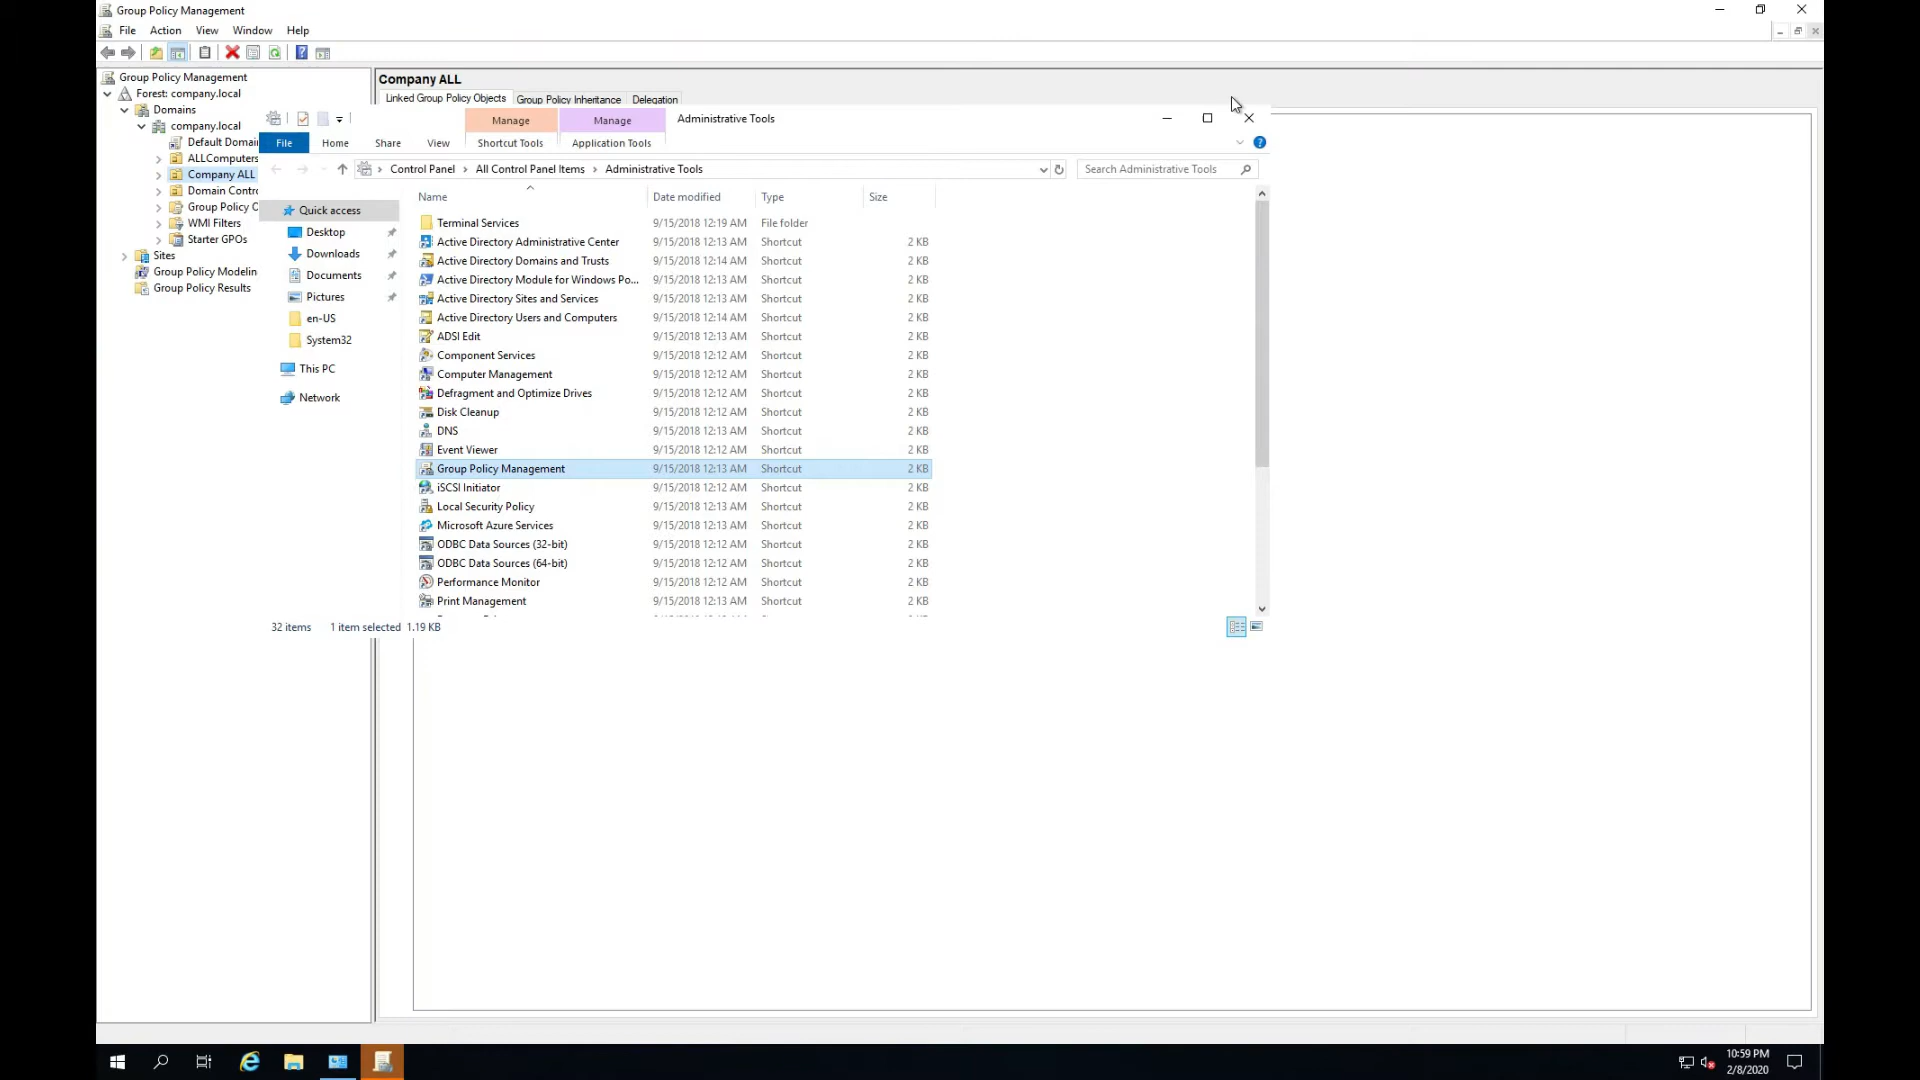 Group Policy Management
File Action View Window Help
Group Policy Management
Forest: company.local
Domains
company.local
Default Domai
ALLComputers
Company ALL
Domain Contro
Group Policy O
WMI Filters
Starter GPOs
Sites
Group Policy Modelin
Group Policy Results
Company ALL
Linked Group Policy Objects Group Policy Inheritance Delegation
Manage Manage Administrative Tools
File Home Share View Shortcut Tools Application Tools
Control Panel All Control Panel Items Administrative Tools Search Administrative Tools
Quick access
Desktop
Downloads
Documents
Pictures
en-US
System32
This PC
Network
Name Date modified Type Size
Terminal Services 9/15/2018 12:19 AM File folder
Active Directory Administrative Center 9/15/2018 12:13 AM Shortcut 2 KB
Active Directory Domains and Trusts 9/15/2018 12:14 AM Shortcut 2 KB
Active Directory Module for Windows Po... 9/15/2018 12:13 AM Shortcut 2 KB
Active Directory Sites and Services 9/15/2018 12:13 AM Shortcut 2 KB
Active Directory Users and Computers 9/15/2018 12:14 AM Shortcut 2 KB
ADSI Edit 9/15/2018 12:13 AM Shortcut 2 KB
Component Services 9/15/2018 12:12 AM Shortcut 2 KB
Computer Management 9/15/2018 12:12 AM Shortcut 2 KB
Defragment and Optimize Drives 9/15/2018 12:12 AM Shortcut 2 KB
Disk Cleanup 9/15/2018 12:12 AM Shortcut 2 KB
DNS 9/15/2018 12:13 AM Shortcut 2 KB
Event Viewer 9/15/2018 12:12 AM Shortcut 2 KB
Group Policy Management 9/15/2018 12:13 AM Shortcut 2 KB
iSCSI Initiator 9/15/2018 12:12 AM Shortcut 2 KB
Local Security Policy 9/15/2018 12:13 AM Shortcut 2 KB
Microsoft Azure Services 9/15/2018 12:13 AM Shortcut 2 KB
ODBC Data Sources (32-bit) 9/15/2018 12:12 AM Shortcut 2 KB
ODBC Data Sources (64-bit) 9/15/2018 12:12 AM Shortcut 2 KB
Performance Monitor 9/15/2018 12:12 AM Shortcut 2 KB
Print Management 9/15/2018 12:13 AM Shortcut 2 KB
32 items 1 item selected 1.19 KB
10:59 PM
2/8/2020